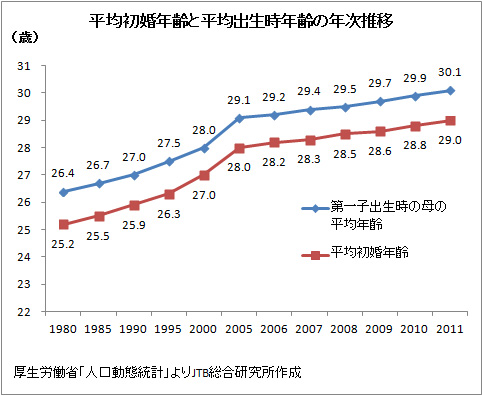 平均初婚年齢と平均出生時年齢の年次推移
（歳）
31
30
29
28
27
26
25
24
23
22
26.4 26.7 27.0 27.5 28.0 29.1 29.2 29.4 29.5 29.7 29.9 30.1
25.2 25.5 25.9 26.3 27.0 28.0 28.2 28.3 28.5 28.6 28.8 29.0
第一子出生時の母の
平均年齢
平均初婚年齢
1980 1985 1990 1995 2000 2005 2006 2007 2008 2009 2010 2011
厚生労働省「人口動態統計」よりJTB総合研究所作成